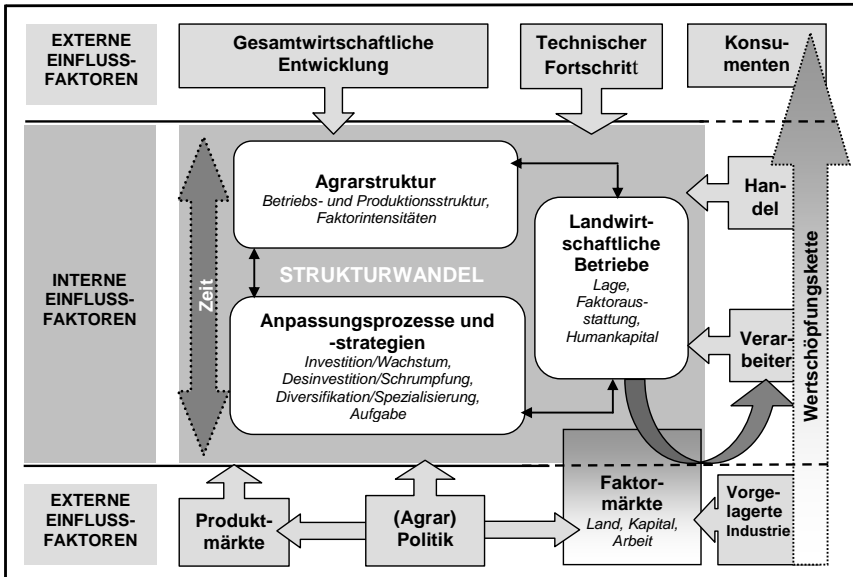 EXTERNE
EINFLUSS-
FAKTOREN
Gesamtwirtschaftliche
Entwicklung
Technischer
Fortschritt
Konsu-
menten
INTERNE
EINFLUSS-
FAKTOREN
Zeit
Agrarstruktur
Betriebs- und Produktionsstruktur,
Faktorintensitäten
STRUKTURWANDEL
Anpassungsprozesse und
-strategien
Investition/Wachstum,
Desinvestition/Schrumpfung,
Diversifikation/Spezialisierung,
Aufgabe
Landwirt-
schaftliche
Betriebe
Lage,
Faktoraus-
stattung,
Humankapital
Han-
del
Verar-
beiter
Wertschöpfungskette
EXTERNE
EINFLUSS-
FAKTOREN
Produkt-
märkte
(Agrar)
Politik
Faktor-
märkte
Land, Kapital,
Arbeit
Vorge-
lagerte
Industrie